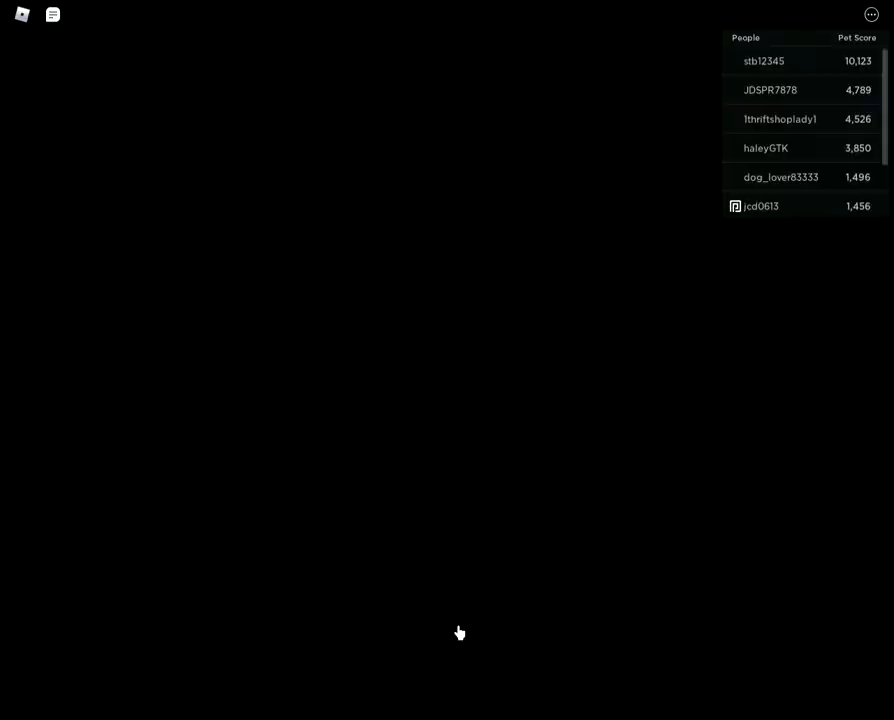 People Pet Score
stb12345 10,123
JDSPR7878 4,789
1thriftshoplady1 4,526
haleyGTK 3,850
dog_lover83333 1,496
jcd0613 1,456